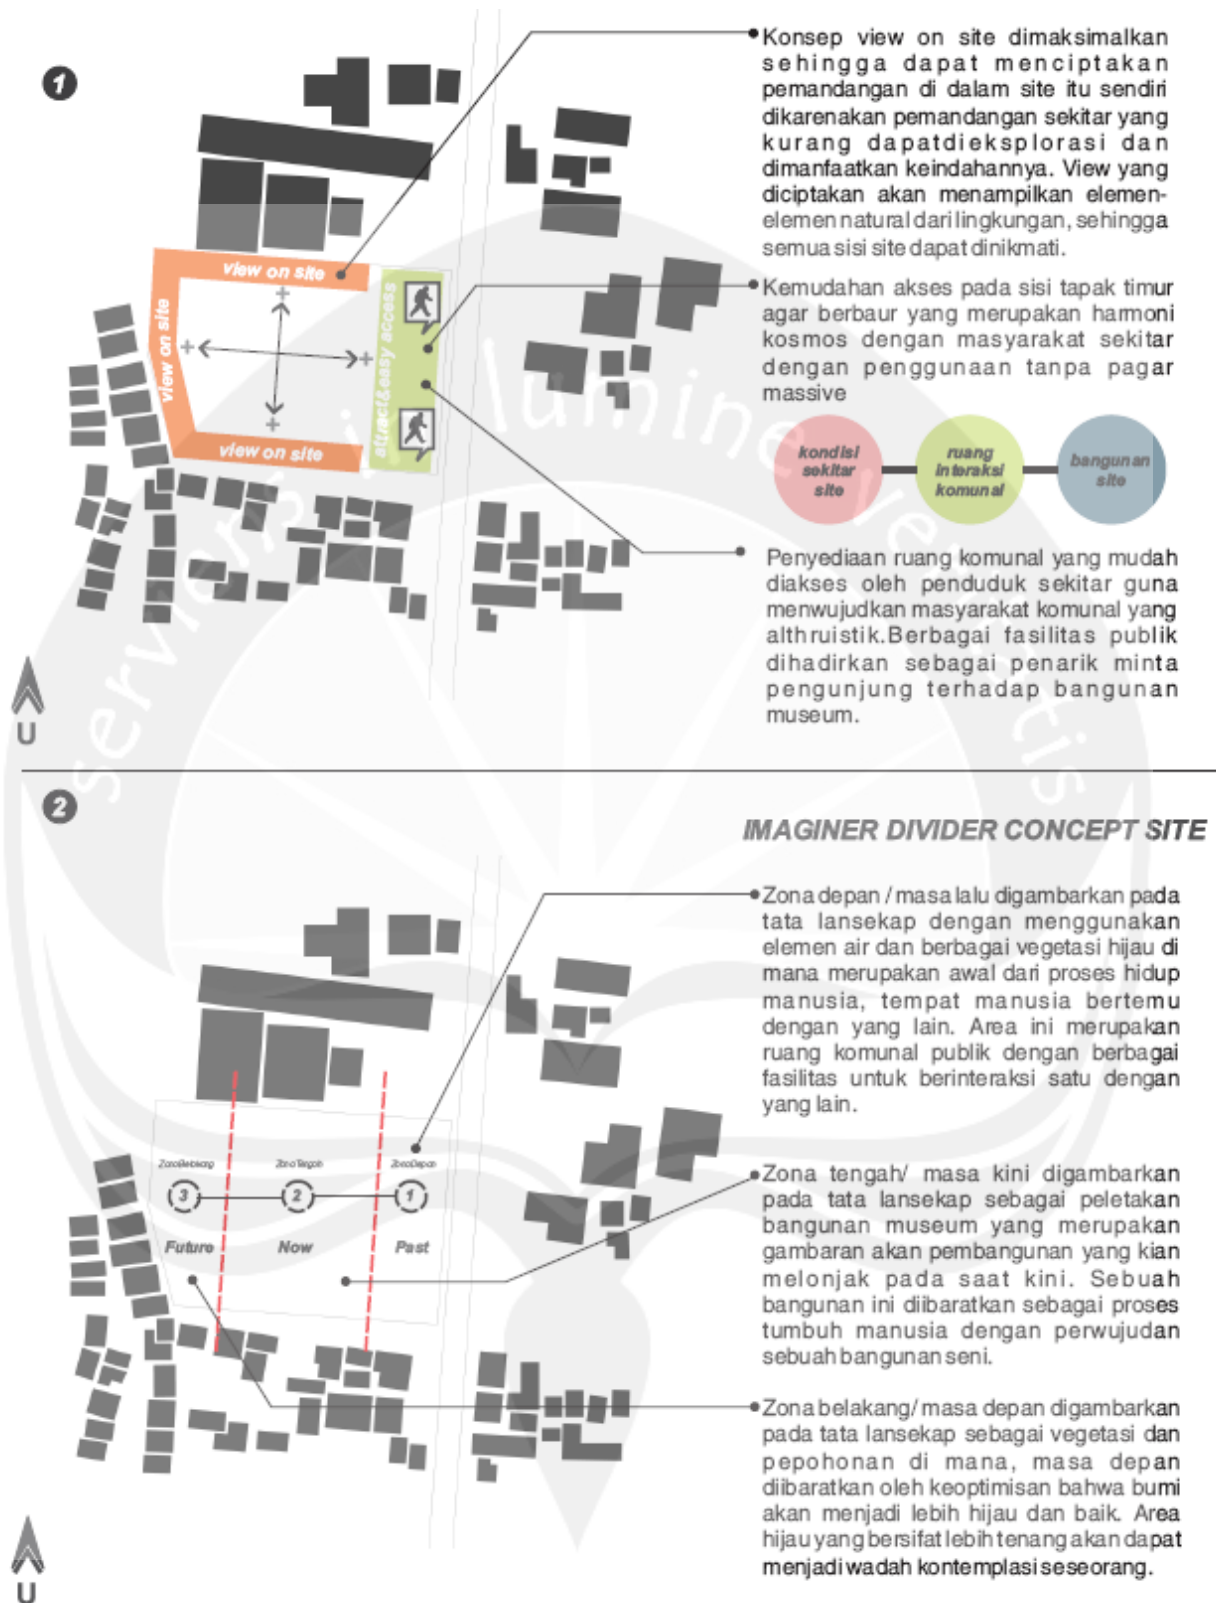 1
Konsep view on site dimaksimalkan
sehingga dapat menciptakan
pemandangan di dalam site itu sendiri
dikarenakan pemandangan sekitar yang
kurang dapatdieksplorasi dan
dimanfaatkan keindahannya. View yang
diciptakan akan menampilkan elemen-
elemen natural dari lingkungan, sehingga
semua sisi site dapat dinikmati.
view on site
view on site
view on site
attract&easy access
Kemudahan akses pada sisi tapak timur
agar berbaur yang merupakan harmoni
kosmos dengan masyarakat sekitar
dengan penggunaan tanpa pagar
massive
kondisi
sekitar
site
ruang
interaksi
komunal
bangunan
site
Penyediaan ruang komunal yang mudah
diakses oleh penduduk sekitar guna
menwujudkan masyarakat komunal yang
althruistik.Berbagai fasilitas publik
dihadirkan sebagai penarik minta
pengunjung terhadap bangunan
museum.
U
serviens in lumine veritatis
2
IMAGINER DIVIDER CONCEPT SITE
Zona depan / masa lalu digambarkan pada
tata lansekap dengan menggunakan
elemen air dan berbagai vegetasi hijau di
mana merupakan awal dari proses hidup
manusia, tempat manusia bertemu
dengan yang lain. Area ini merupakan
ruang komunal publik dengan berbagai
fasilitas untuk berinteraksi satu dengan
yang lain.
Zona Belakang
Zona Tengah
Zona Depan
3
2
1
Future
Now
Past
Zona tengah/ masa kini digambarkan
pada tata lansekap sebagai peletakan
bangunan museum yang merupakan
gambaran akan pembangunan yang kian
melonjak pada saat kini. Sebuah
bangunan ini diibaratkan sebagai proses
tumbuh manusia dengan perwujudan
sebuah bangunan seni.
Zona belakang/ masa depan digambarkan
pada tata lansekap sebagai vegetasi dan
pepohonan di mana, masa depan
diibaratkan oleh keoptimisan bahwa bumi
akan menjadi lebih hijau dan baik. Area
hijau yang bersifat lebih tenang akan dapat
menjadi wadah kontemplasi seseorang.
U